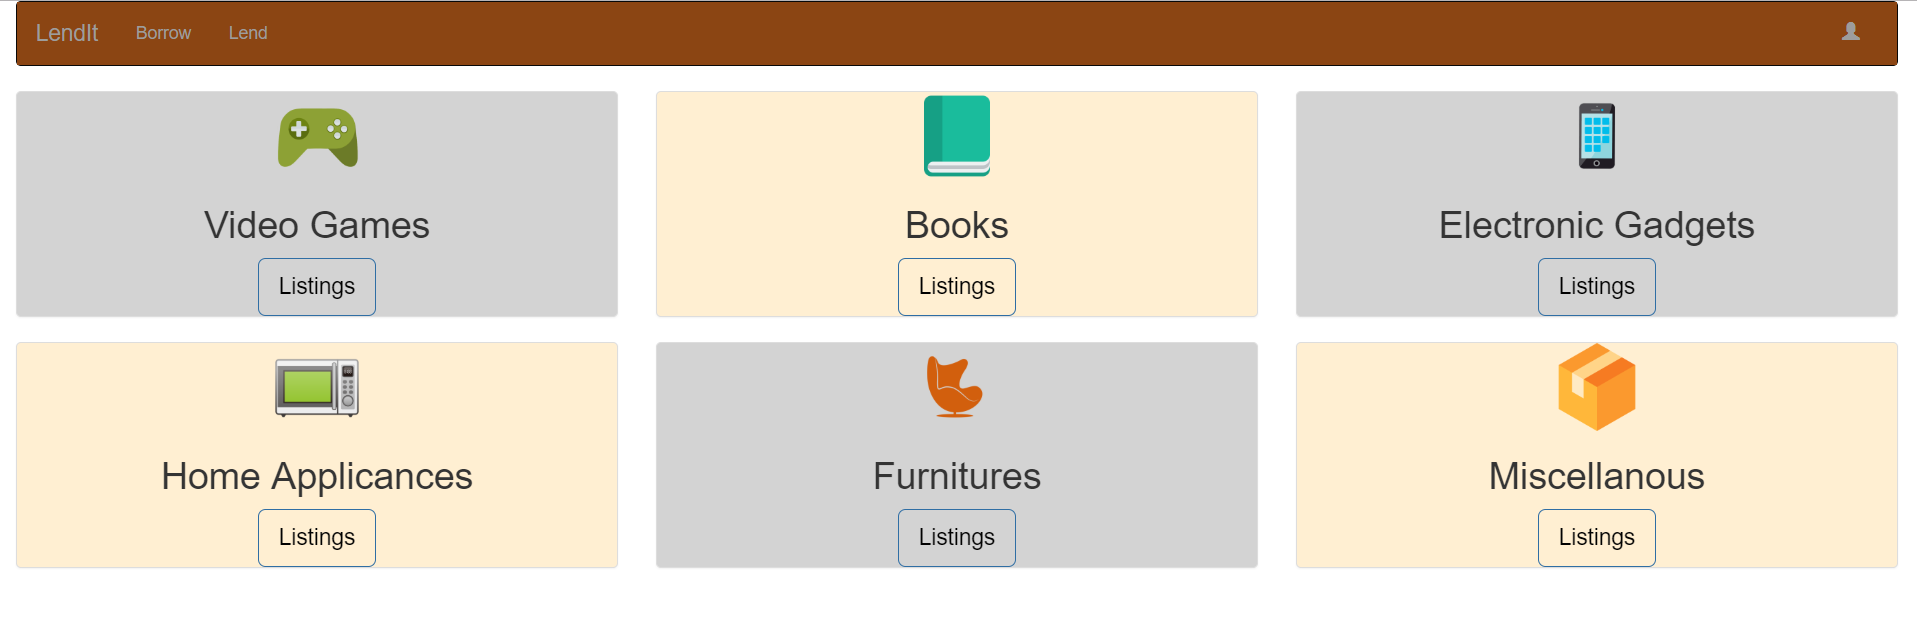 LendIt Borrow Lend
Video Games Books Electronic Gadgets
Listings Listings Listings
Home Applicances Furnitures Miscellanous
Listings Listings Listings